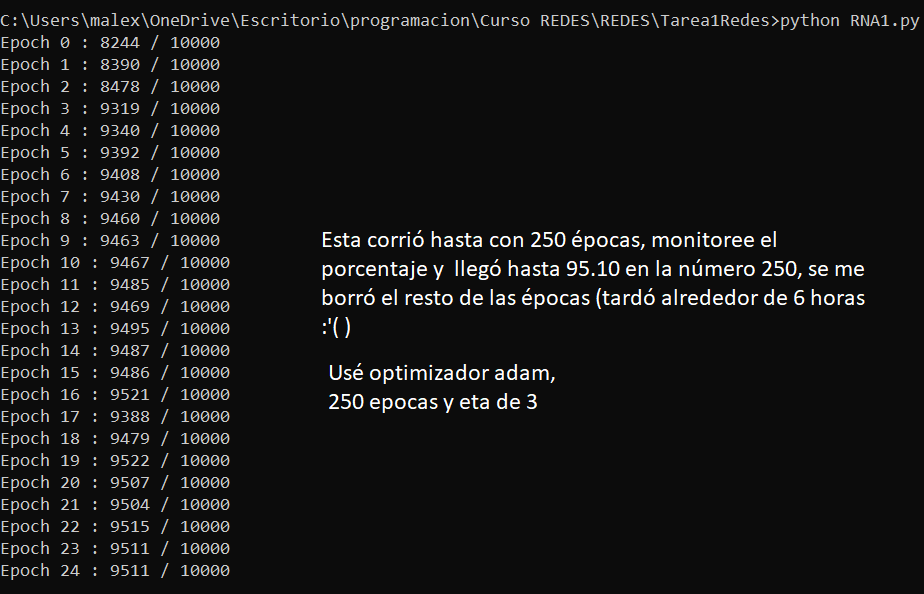 C:\Users\malex\OneDrive\Escritorio\programacion\Curso REDES\REDES\Tarea1Redes>python RNA1.py
Epoch 0 : 8244 / 10000
Epoch 1 : 8390 / 10000
Epoch 2 : 8478 / 10000
Epoch 3 : 9319 / 10000
Epoch 4 : 9340 / 10000
Epoch 5 : 9392 / 10000
Epoch 6 : 9408 / 10000
Epoch 7 : 9430 / 10000
Epoch 8 : 9460 / 10000
Epoch 9 : 9463 / 10000
Epoch 10 : 9467 / 10000
Epoch 11 : 9485 / 10000
Epoch 12 : 9469 / 10000
Epoch 13 : 9495 / 10000
Epoch 14 : 9487 / 10000
Epoch 15 : 9486 / 10000
Epoch 16 : 9521 / 10000
Epoch 17 : 9388 / 10000
Epoch 18 : 9479 / 10000
Epoch 19 : 9522 / 10000
Epoch 20 : 9507 / 10000
Epoch 21 : 9504 / 10000
Epoch 22 : 9515 / 10000
Epoch 23 : 9511 / 10000
Epoch 24 : 9511 / 10000
Esta corrió hasta con 250 épocas, monitoree el
porcentaje y llegó hasta 95.10 en la número 250, se me
borró el resto de las épocas (tardó alrededor de 6 horas
:'( )
Usé optimizador adam,
250 epocas y eta de 3